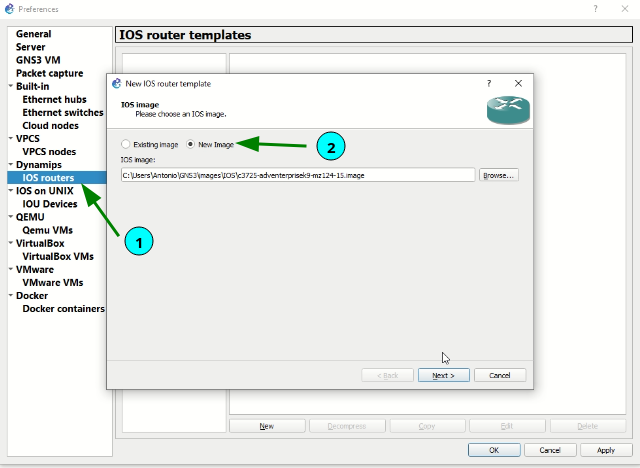 Preferences
General
Server
GNS3 VM
Packet capture
Built-in
Ethernet hubs
Ethernet switches
Cloud nodes
VPCS
VPCS nodes
Dynamips
IOS routers
IOS on UNIX
IOU Devices
QEMU
Qemu VMs
VirtualBox
VirtualBox VMs
VMware
VMware VMs
Docker
Docker containers
IOS router templates
New IOS router template
IOS image
Please choose an IOS image.
Existing image New Image
IOS image:
C:\Users\Antonio\GNS3\images\IOS\c3725-adventerprisek9-mz124-15.image Browse...
1
2
< Back Next > Cancel
New Decompress Copy Edit Delete
OK Cancel Apply